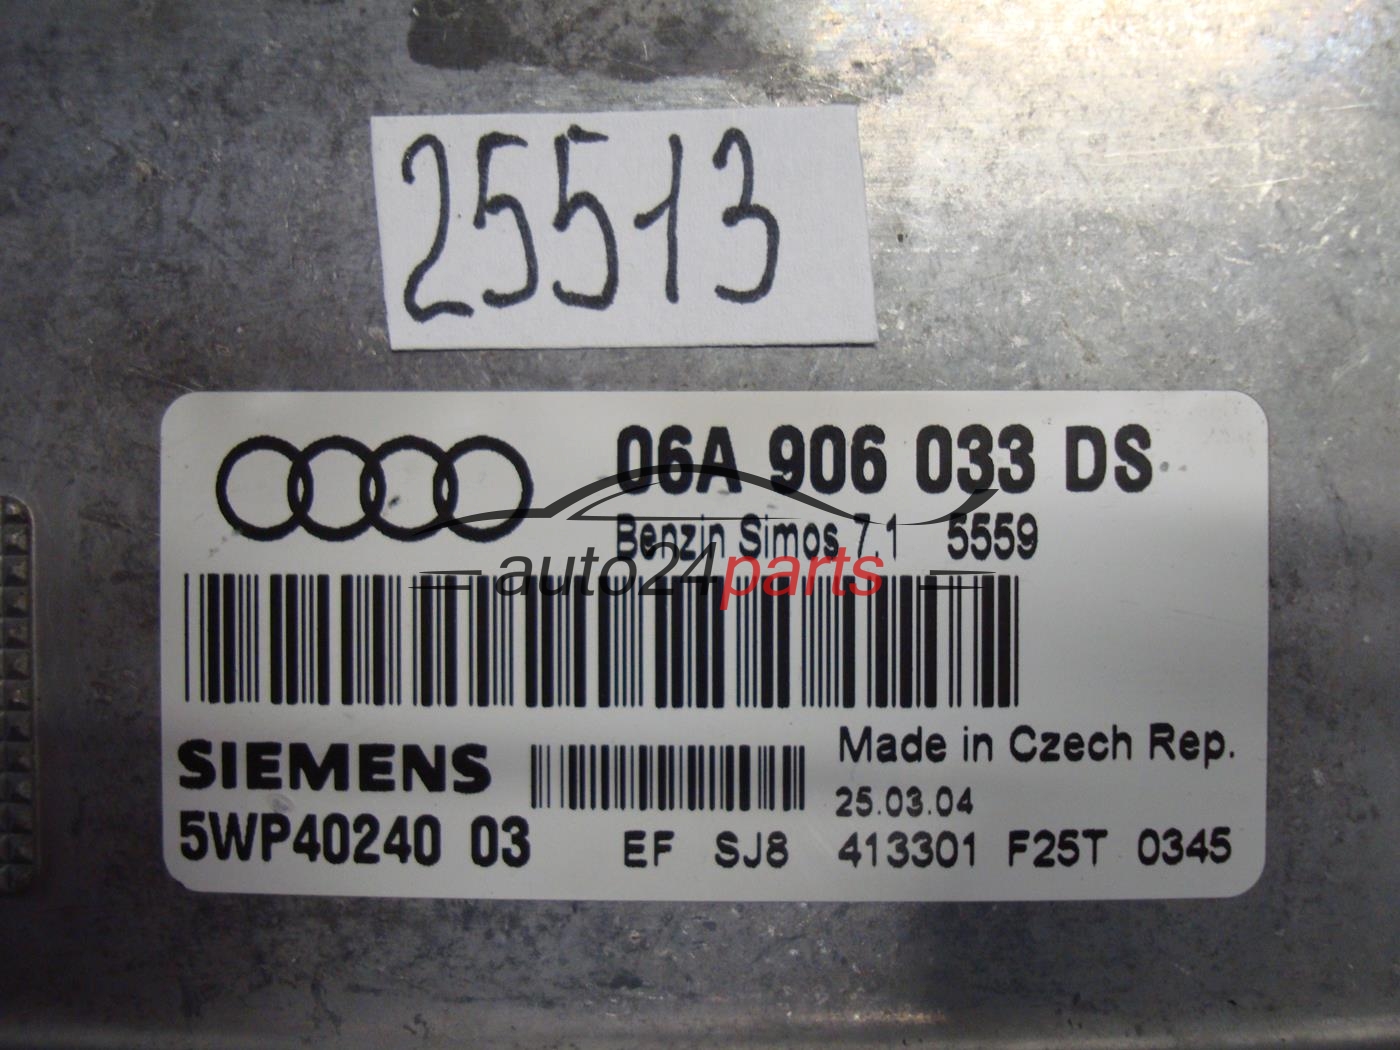 25513
06A 906 033 DS
Benzin Simos 7.1 5559
auto24parts
SIEMENS
Made in Czech Rep.
25.03.04
5WP40240 03
EF SJ8 413301 F25T 0345